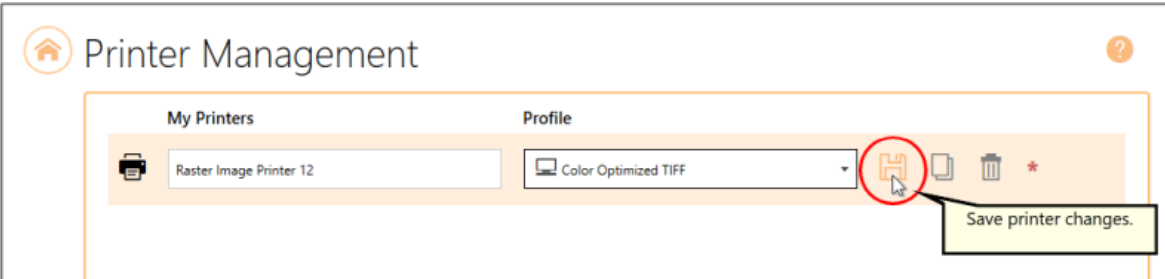 Printer Management
?
My Printers Profile
Raster Image Printer 12 Color Optimized TIFF *
Save printer changes.